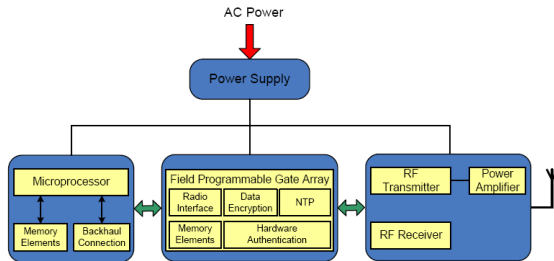 AC Power
Power Supply
Microprocessor
Memory
Elements
Backhaul
Connection
Field Programmable Gate Array
Radio
Interface
Data
Encryption
NTP
Memory
Elements
Hardware
Authentication
RF
Transmitter
Power
Amplifier
RF Receiver